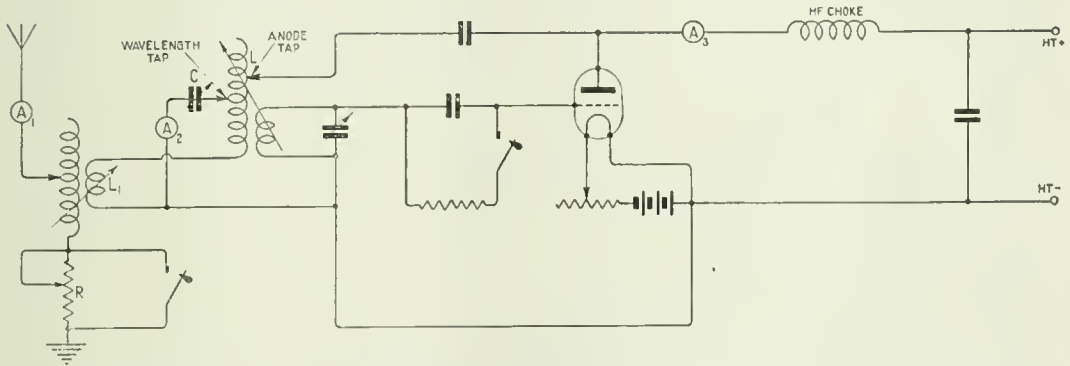 HF CHOKE
A3
HT+
WAVELENGTH
TAP
ANODE
TAP
L
C
A1
A2
L1
HT-
R